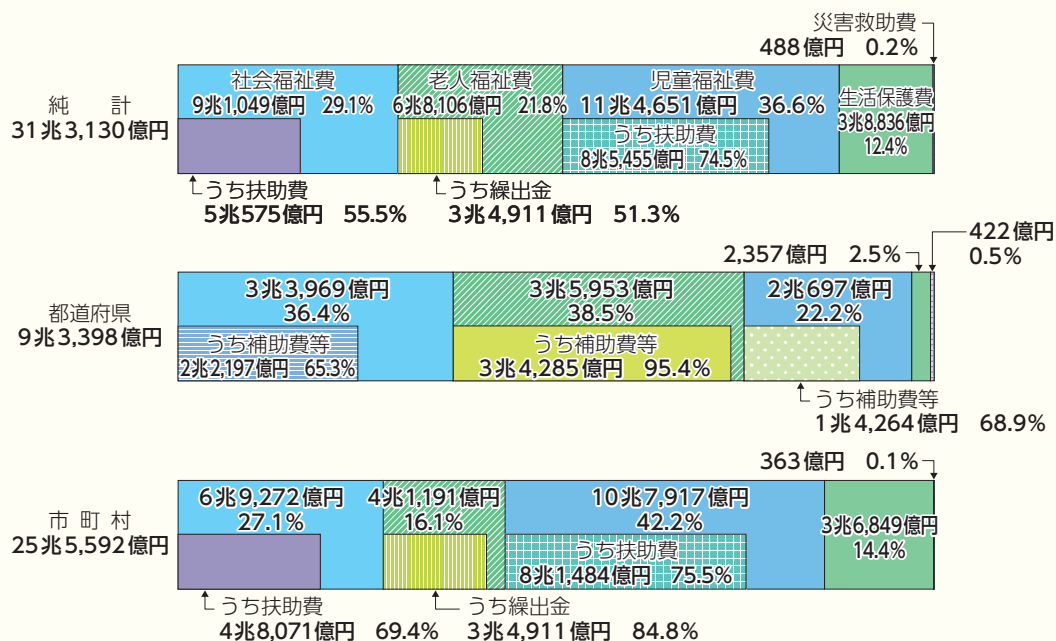 災害救助費
488億円 0.2%
純 計
31兆3,130億円
社会福祉費
9兆1,049億円 29.1%
老人福祉費
6兆8,106億円 21.8%
児童福祉費
11兆4,651億円 36.6%
生活保護費
3兆8,836億円
12.4%
うち扶助費
8兆5,455億円 74.5%
うち扶助費
5兆575億円 55.5%
うち繰出金
3兆4,911億円 51.3%
422億円
0.5%
2,357億円 2.5%
都道府県
9兆3,398億円
3兆3,969億円
36.4%
3兆5,953億円
38.5%
2兆697億円
22.2%
うち補助費等
2兆2,197億円 65.3%
うち補助費等
3兆4,285億円 95.4%
うち補助費等
1兆4,264億円 68.9%
363億円 0.1%
市町村
25兆5,592億円
6兆9,272億円
27.1%
4兆1,191億円
16.1%
10兆7,917億円
42.2%
3兆6,849億円
14.4%
うち扶助費
8兆1,484億円 75.5%
うち扶助費
4兆8,071億円 69.4%
うち繰出金
3兆4,911億円 84.8%